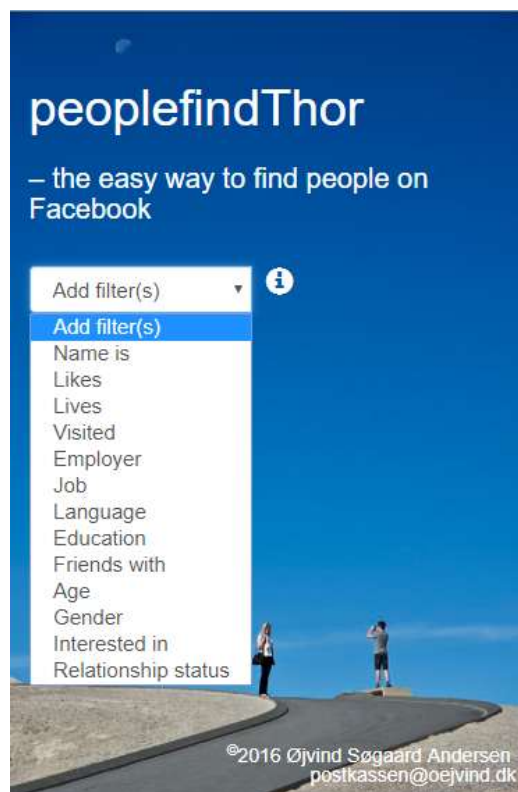 peoplefindThor
– the easy way to find people on
Facebook
Add filter(s)
Add filter(s)
Name is
Likes
Lives
Visited
Employer
Job
Language
Education
Friends with
Age
Gender
Interested in
Relationship status
©2016 Øjvind Søgaard Andersen
postkassen@oejvind.dk